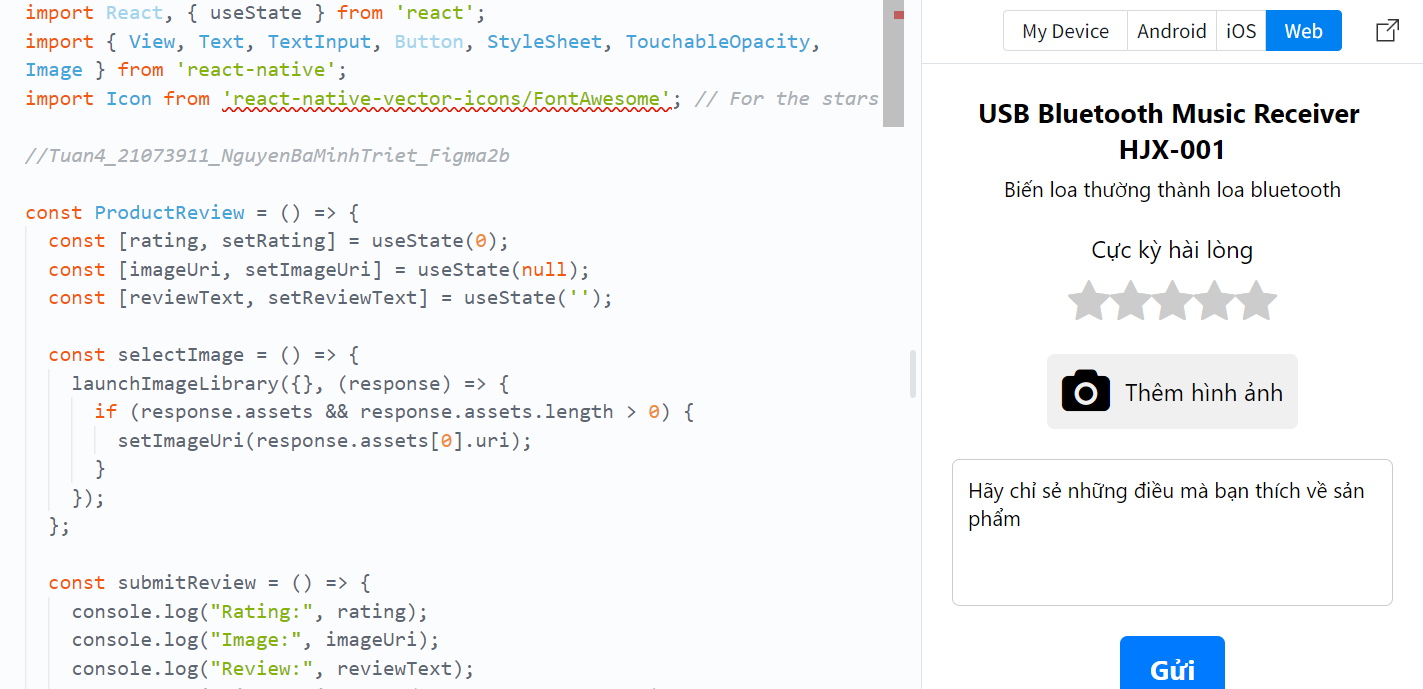 import React, { useState } from 'react';
import { View, Text, TextInput, Button, StyleSheet, TouchableOpacity,
Image } from 'react-native';
import Icon from 'react-native-vector-icons/FontAwesome'; // For the stars
//Tuan4_21073911_NguyenBaMinhTriet_Figma2b
const ProductReview = () => {
const [rating, setRating] = useState(0);
const [imageUri, setImageUri] = useState(null);
const [reviewText, setReviewText] = useState('');
const selectImage = () => {
launchImageLibrary({}, (response) => {
if (response.assets && response.assets.length > 0) {
setImageUri(response.assets[0].uri);
}
});
};
const submitReview = () => {
console.log("Rating:", rating);
console.log("Image:", imageUri);
console.log("Review:", reviewText);
My Device Android iOS Web
USB Bluetooth Music Receiver
HJX-001
Biến loa thường thành loa bluetooth
Cực kỳ hài lòng
Thêm hình ảnh
Hãy chỉ sẻ những điều mà bạn thích về sản
phẩm
Gửi